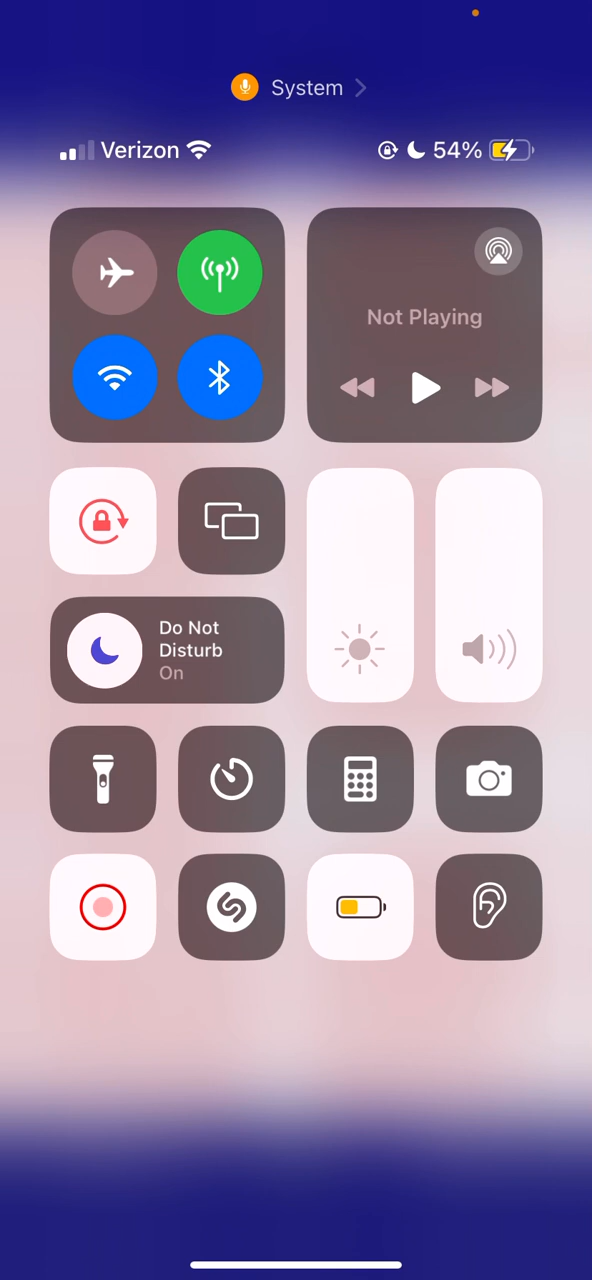 System
Verizon 54%
Not Playing
Do Not
Disturb
On